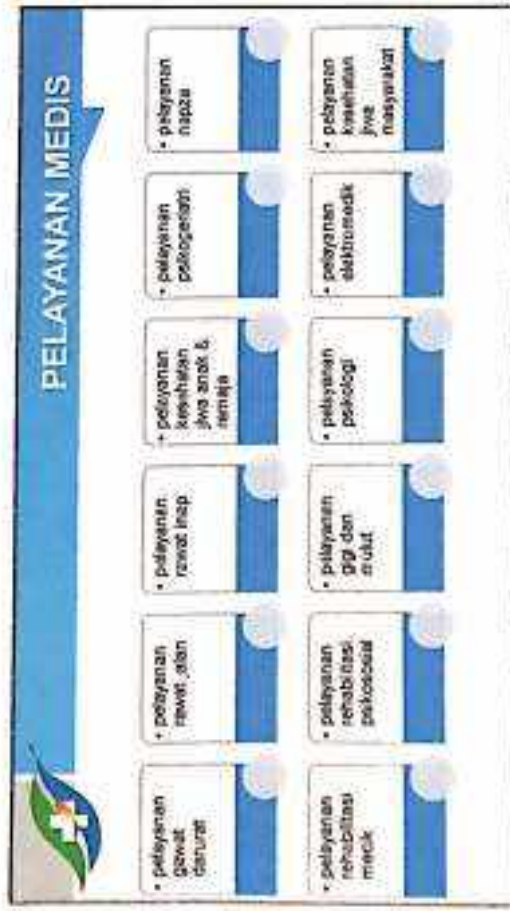 PELAYANAN MEDIS
• pelayanan
gawat
darurat
• pelayanan
rawat jalan
• pelayanan
rawat inap
• pelayanan
kesehatan
jiwa anak &
remaja
• pelayanan
psikogeriatri
• pelayanan
napza
• pelayanan
rehabilitasi
medik
• pelayanan
rehabilitasi
psikososial
• pelayanan
gigi dan
mulut
• pelayanan
psikologi
• pelayanan
elektromedik
• pelayanan
kesehatan
jiwa
masyarakat